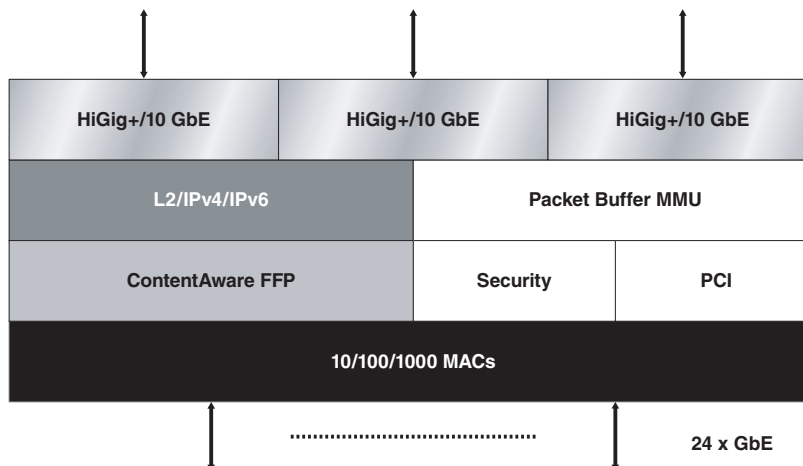 HiGig+/10 GbE
HiGig+/10 GbE
HiGig+/10 GbE
L2/IPv4/IPv6
Packet Buffer MMU
ContentAware FFP
Security
PCI
10/100/1000 MACs
24 x GbE